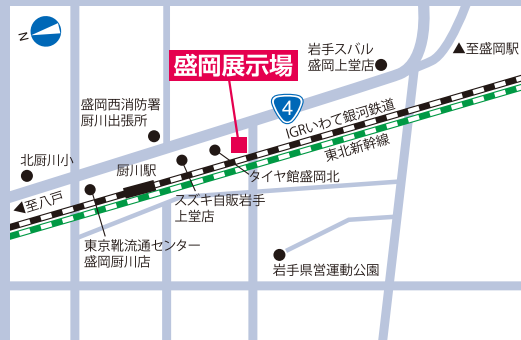 N
盛岡展示場
岩手スバル
盛岡上堂店
▲至盛岡駅
4
盛岡西消防署
厨川出張所
IGRいわて銀河鉄道
東北新幹線
北厨川小
厨川駅
タイヤ館盛岡北
◀至八戸
スズキ自販岩手
上堂店
東京靴流通センター
盛岡厨川店
岩手県営運動公園